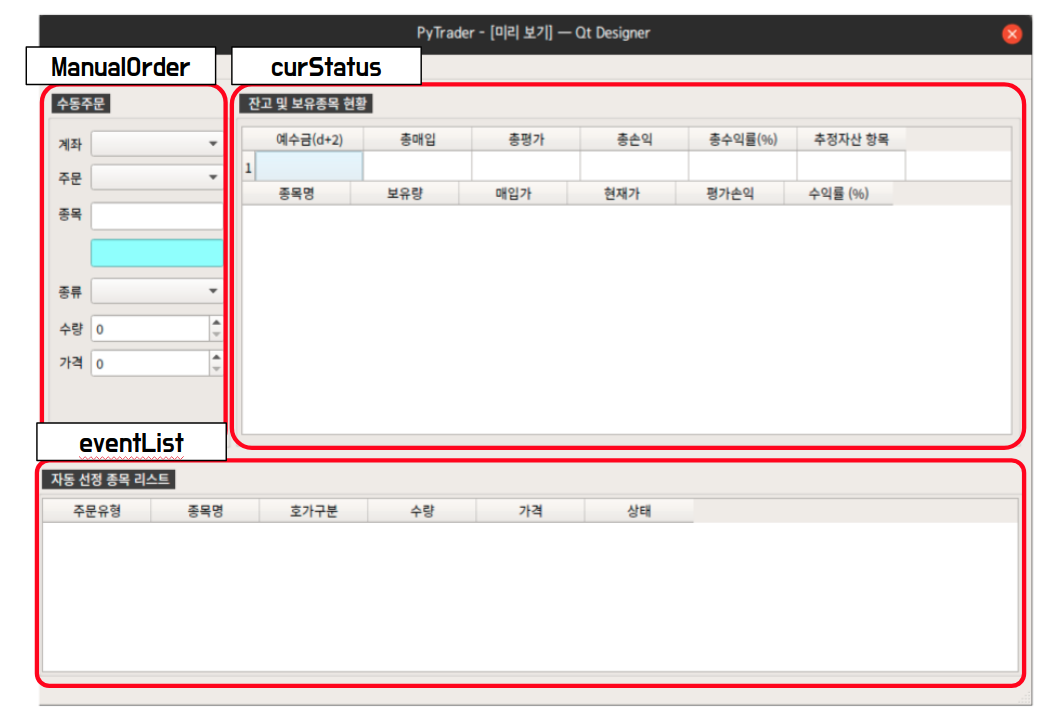 PyTrader - [미리 보기] — Qt Designer
ManualOrder
curStatus
수동주문
계좌
주문
종목
종류
수량 0
가격 0
잔고 및 보유종목 현황
예수금(d+2) 총매입 총평가 총손익 총수익률(%) 추정자산 항목
1
종목명 보유량 매입가 현재가 평가손익 수익률 (%)
eventList
자동 선정 종목 리스트
주문유형 종목명 호가구분 수량 가격 상태